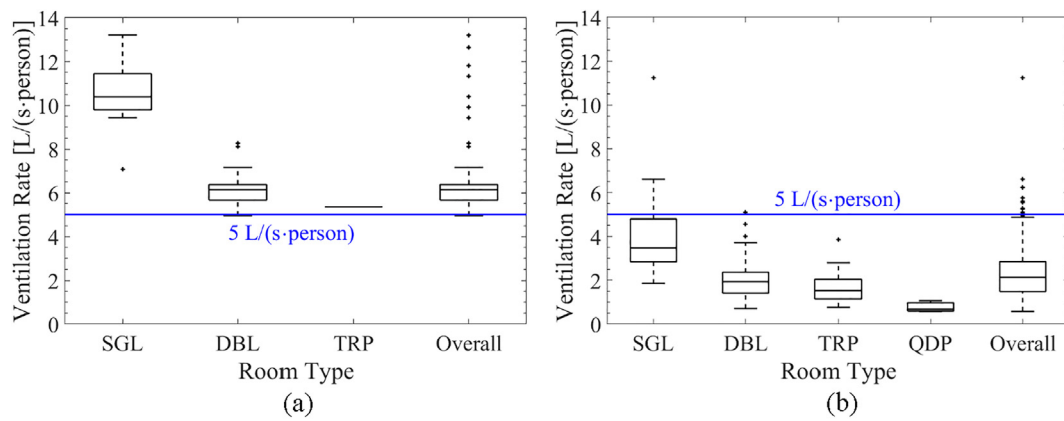 Ventilation Rate [L/(s·person)]
14
12
10
8
6
4
2
0
5 L/(s·person)
SGL DBL TRP Overall
Room Type
(a)
Ventilation Rate [L/(s·person)]
14
12
10
8
6
4
2
0
5 L/(s·person)
SGL DBL TRP QDP Overall
Room Type
(b)